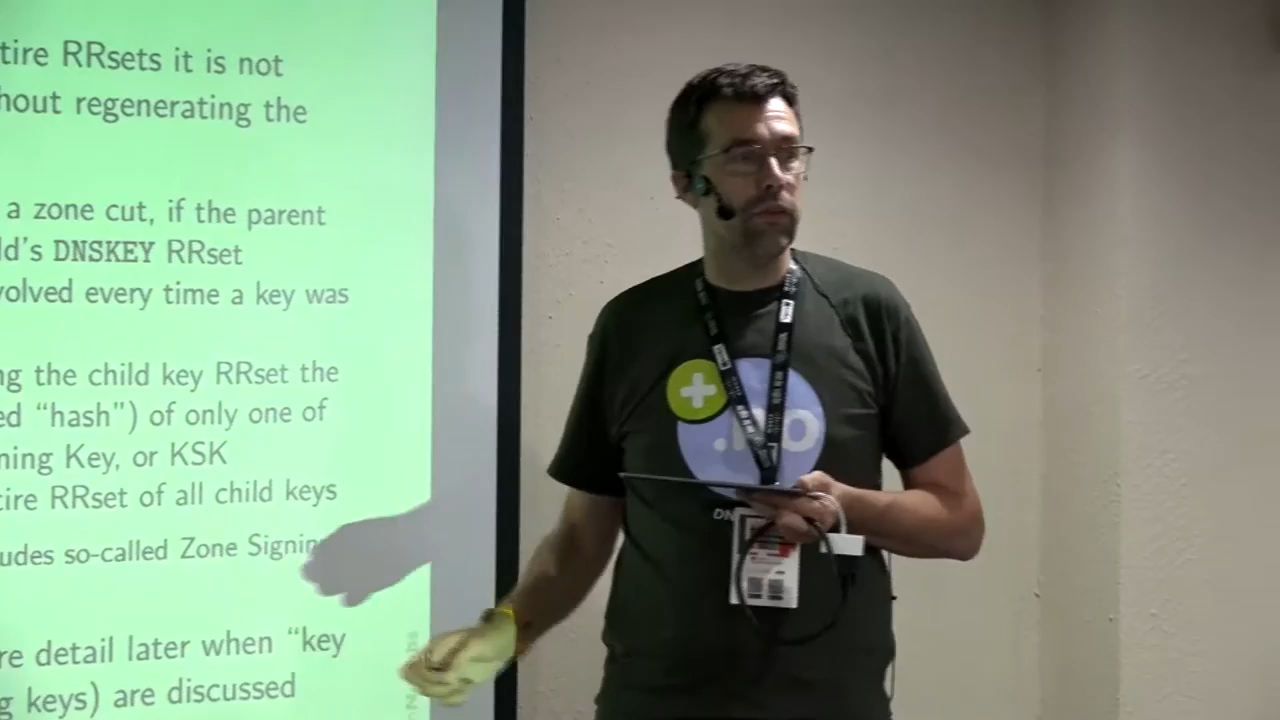 tire RRsets it is not
hout regenerating the
a zone cut, if the parent
ld's DNSKEY RRset
volved every time a key was
ng the child key RRset the
ed “hash”) of only one of
ning Key, or KSK
tire RRset of all child keys
udes so-called Zone Signing
re detail later when “key
g keys) are discussed
DN